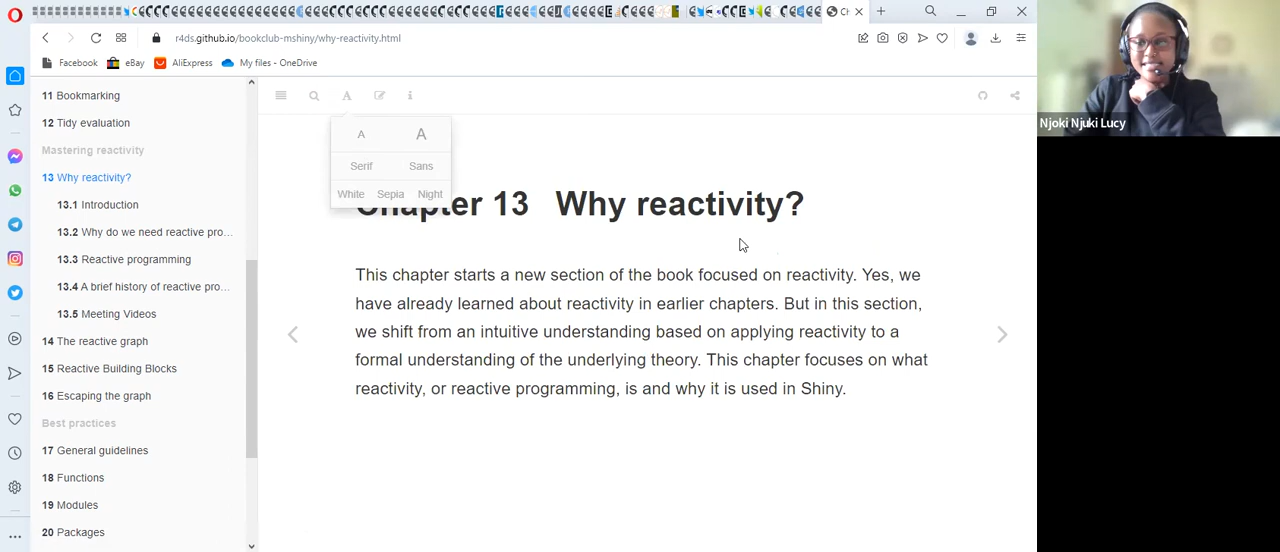 r4ds.github.io/bookclub-mshiny/why-reactivity.html
Facebook
eBay
AliExpress
My files - OneDrive
11 Bookmarking
12 Tidy evaluation
Mastering reactivity
13 Why reactivity?
13.1 Introduction
13.2 Why do we need reactive pro...
13.3 Reactive programming
13.4 A brief history of reactive pro...
13.5 Meeting Videos
14 The reactive graph
15 Reactive Building Blocks
16 Escaping the graph
Best practices
17 General guidelines
18 Functions
19 Modules
20 Packages
A A
Serif Sans
White Sepia Night
Chapter 13 Why reactivity?
This chapter starts a new section of the book focused on reactivity. Yes, we
have already learned about reactivity in earlier chapters. But in this section,
we shift from an intuitive understanding based on applying reactivity to a
formal understanding of the underlying theory. This chapter focuses on what
reactivity, or reactive programming, is and why it is used in Shiny.
Njoki Njuki Lucy